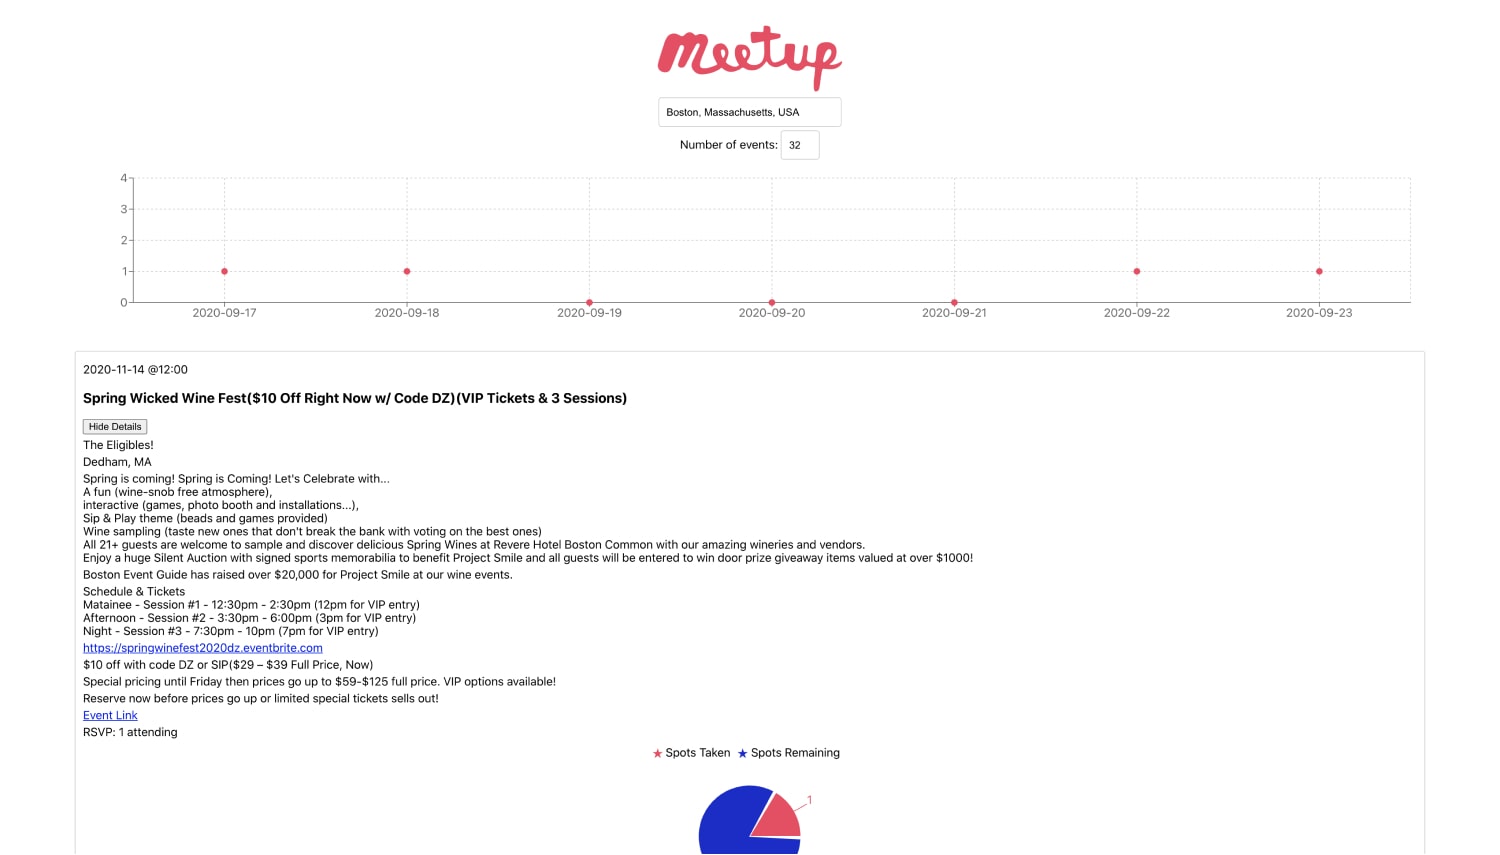 meetup
Boston, Massachusetts, USA
Number of events: 32
4
3
2
1
0
2020-09-17 2020-09-18 2020-09-19 2020-09-20 2020-09-21 2020-09-22 2020-09-23
2020-11-14 @12:00
Spring Wicked Wine Fest($10 Off Right Now w/ Code DZ)(VIP Tickets & 3 Sessions)
Hide Details
The Eligibles!
Dedham, MA
Spring is coming! Spring is Coming! Let's Celebrate with...
A fun (wine-snob free atmosphere),
interactive (games, photo booth and installations...),
Sip & Play theme (beads and games provided)
Wine sampling (taste new ones that don't break the bank with voting on the best ones)
All 21+ guests are welcome to sample and discover delicious Spring Wines at Revere Hotel Boston Common with our amazing wineries and vendors.
Enjoy a huge Silent Auction with signed sports memorabilia to benefit Project Smile and all guests will be entered to win door prize giveaway items valued at over $1000!
Boston Event Guide has raised over $20,000 for Project Smile at our wine events.
Schedule & Tickets
Matainee - Session #1 - 12:30pm - 2:30pm (12pm for VIP entry)
Afternoon - Session #2 - 3:30pm - 6:00pm (3pm for VIP entry)
Night - Session #3 - 7:30pm - 10pm (7pm for VIP entry)
https://springwinefest2020dz.eventbrite.com
$10 off with code DZ or SIP($29 – $39 Full Price, Now)
Special pricing until Friday then prices go up to $59-$125 full price. VIP options available!
Reserve now before prices go up or limited special tickets sells out!
Event Link
RSVP: 1 attending
Spots Taken Spots Remaining
1